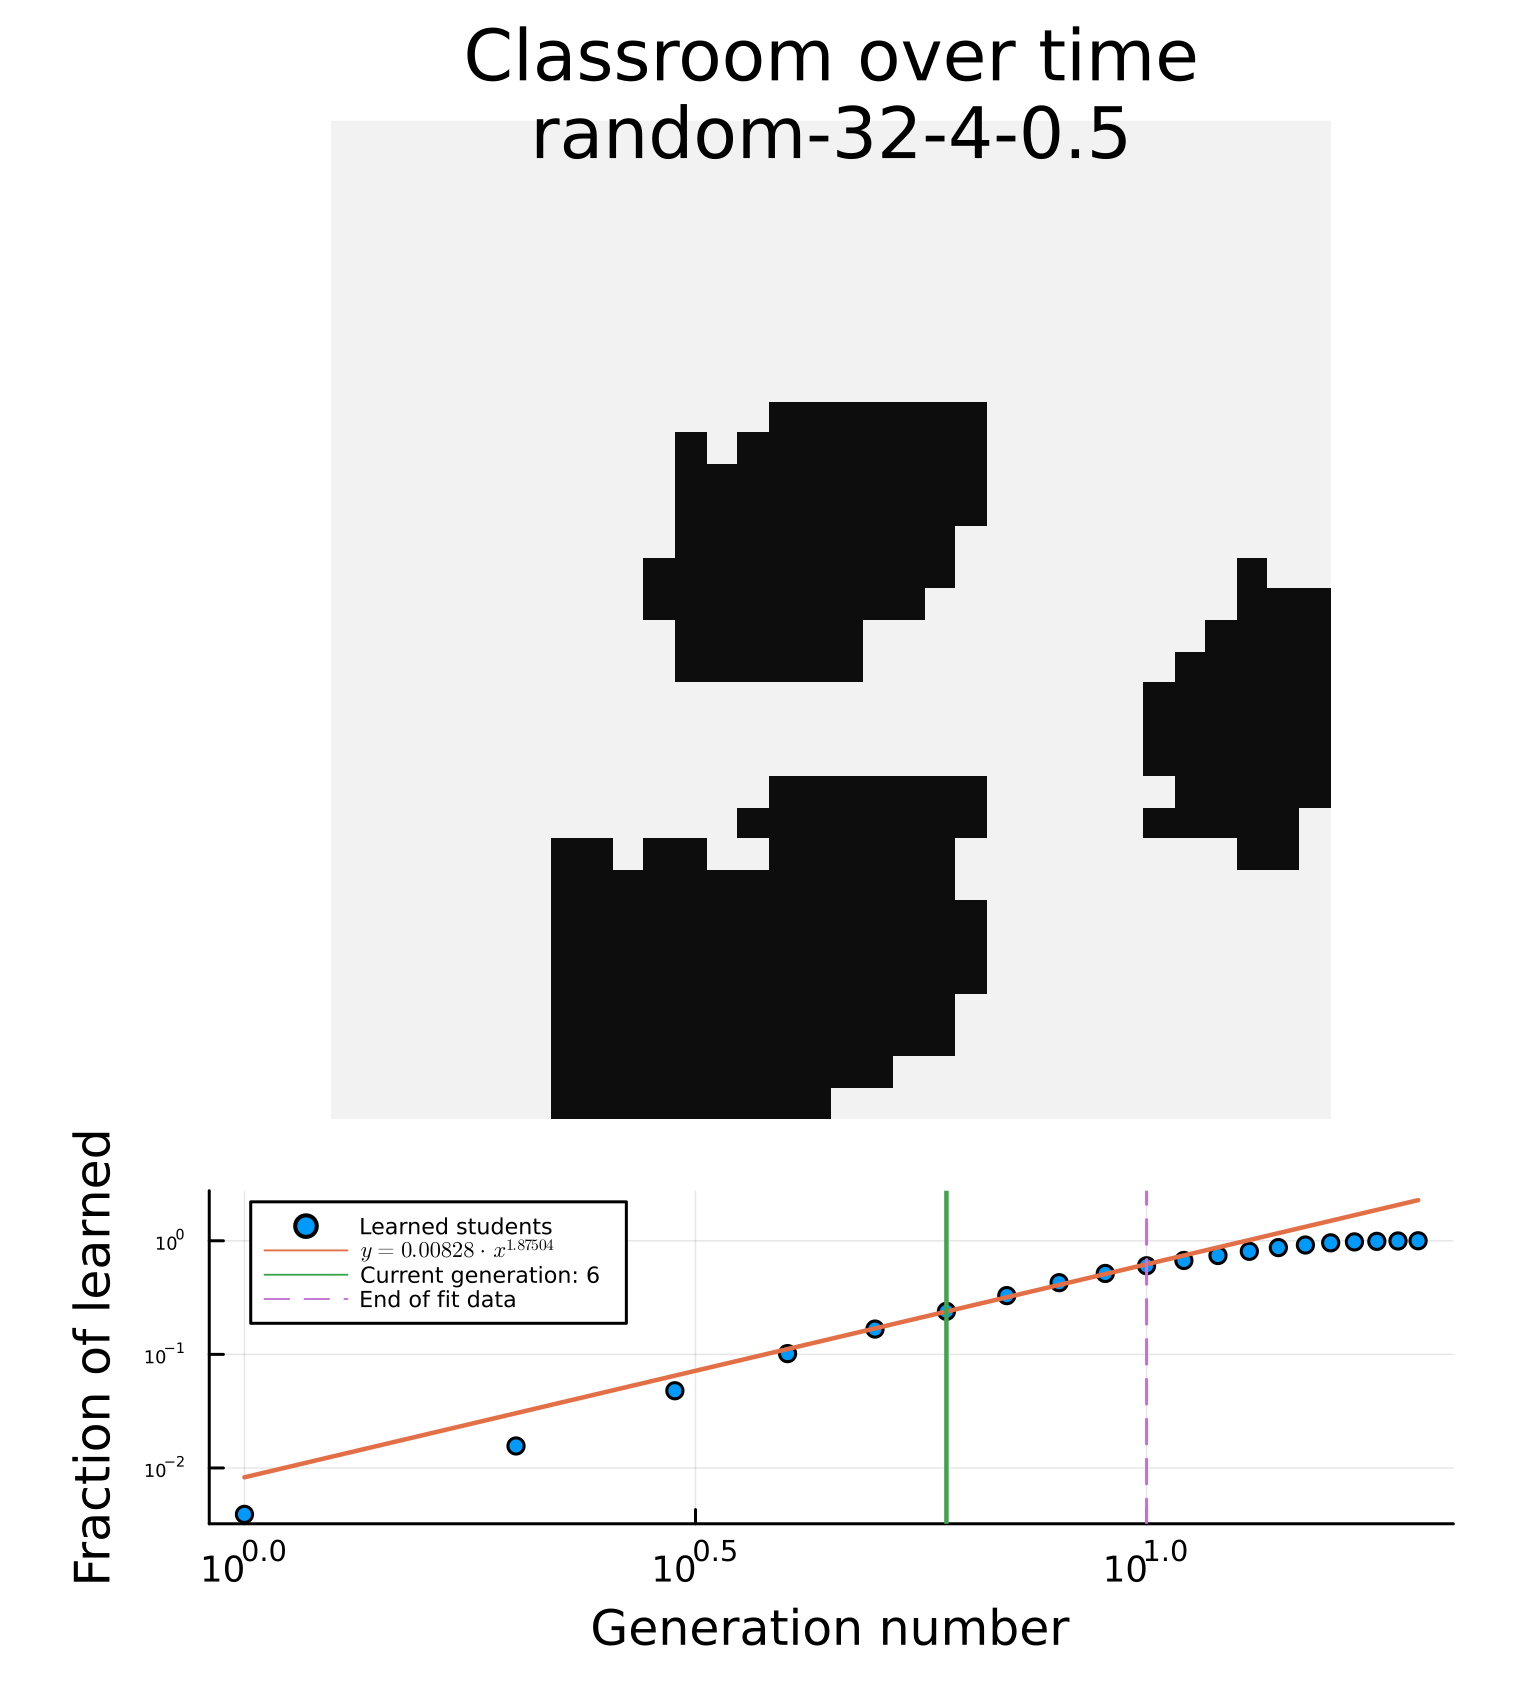 Classroom over time
random-32-4-0.5
Fraction of learned
10^0
10^-1
10^-2
Learned students
y = 0.00828 · x^1.87504
Current generation: 6
End of fit data
10^0.0 10^0.5 10^1.0
Generation number